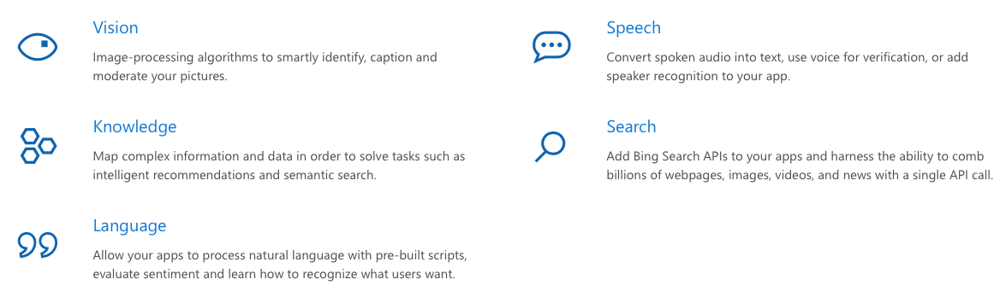 Vision
Image-processing algorithms to smartly identify, caption and
moderate your pictures.
Speech
Convert spoken audio into text, use voice for verification, or add
speaker recognition to your app.
Knowledge
Map complex information and data in order to solve tasks such as
intelligent recommendations and semantic search.
Search
Add Bing Search APIs to your apps and harness the ability to comb
billions of webpages, images, videos, and news with a single API call.
Language
Allow your apps to process natural language with pre-built scripts,
evaluate sentiment and learn how to recognize what users want.